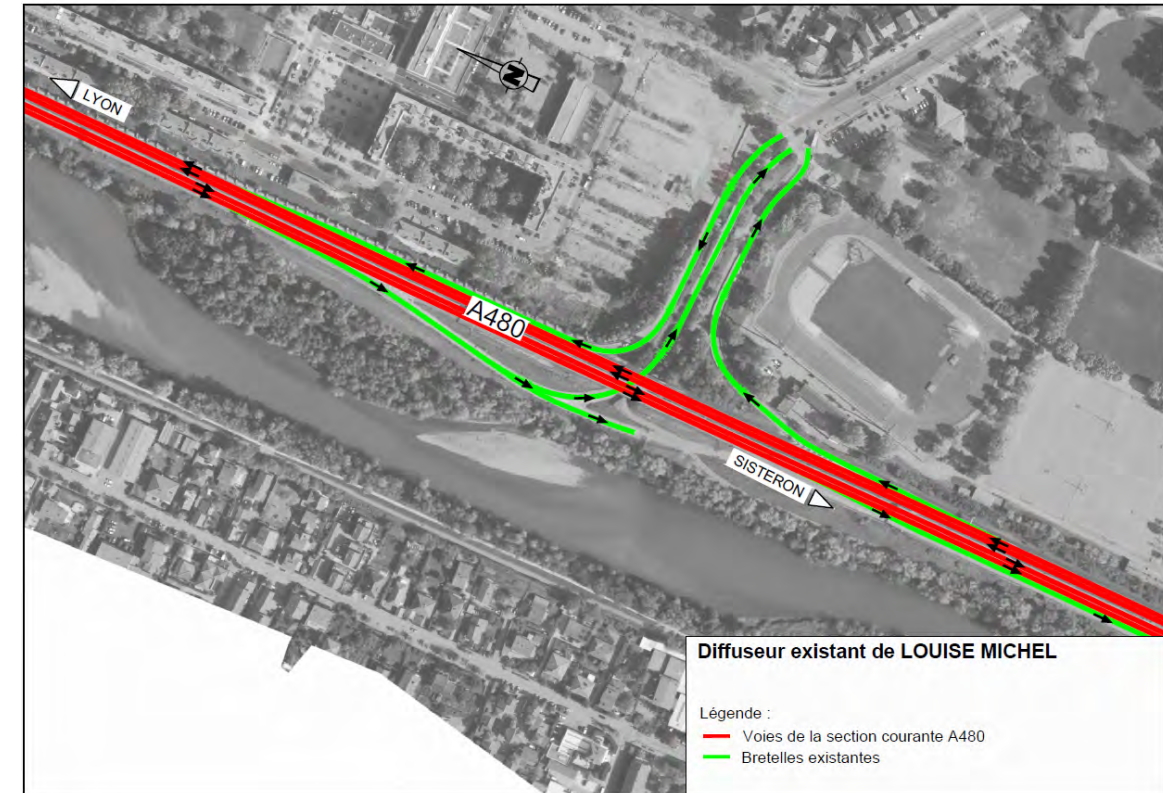 N
LYON
A480
SISTERON
Diffuseur existant de LOUISE MICHEL
Légende :
Voies de la section courante A480
Bretelles existantes